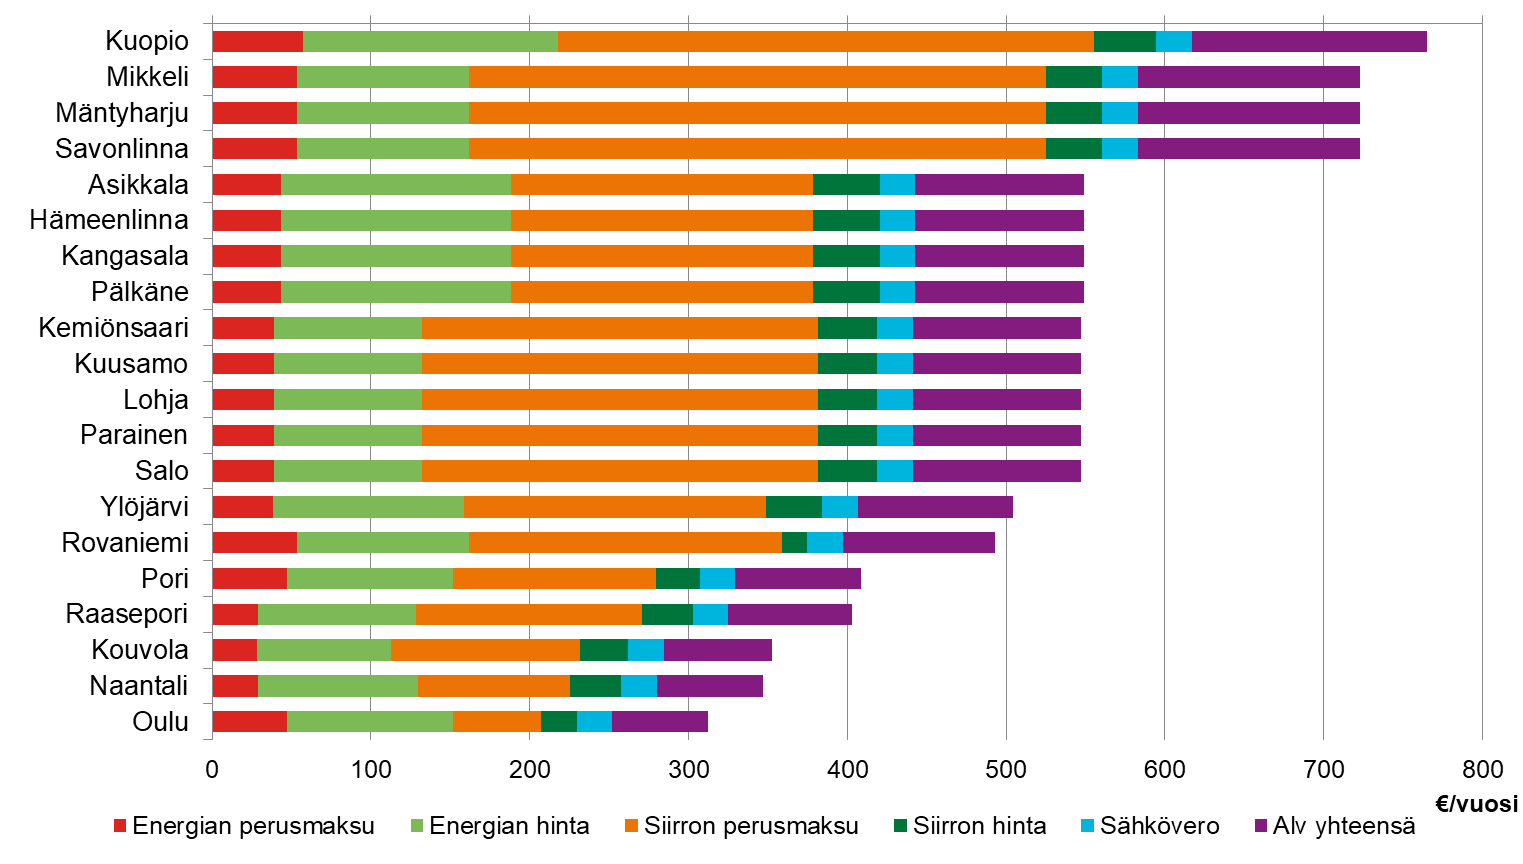 Kuopio
Mikkeli
Mäntyharju
Savonlinna
Asikkala
Hämeenlinna
Kangasala
Pälkäne
Kemiönsaari
Kuusamo
Lohja
Parainen
Salo
Ylöjärvi
Rovaniemi
Pori
Raasepori
Kouvola
Naantali
Oulu
0 100 200 300 400 500 600 700 800
€/vuosi
Energian perusmaksu Energian hinta Siirron perusmaksu Siirron hinta Sähkövero Alv yhteensä